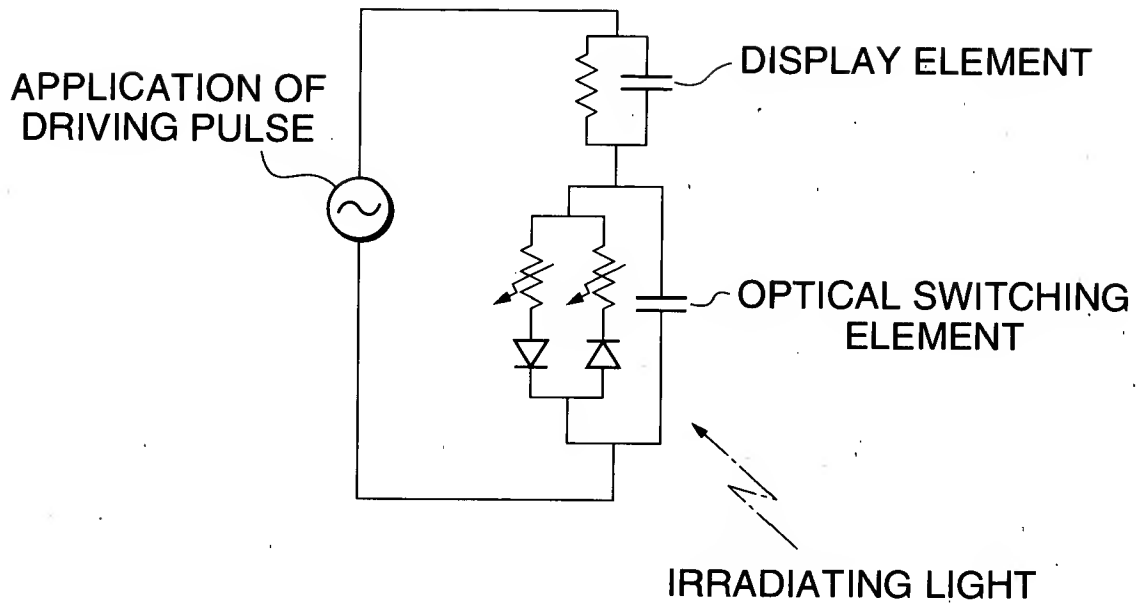 APPLICATION OF
DRIVING PULSE
DISPLAY ELEMENT
OPTICAL SWITCHING
ELEMENT
IRRADIATING LIGHT